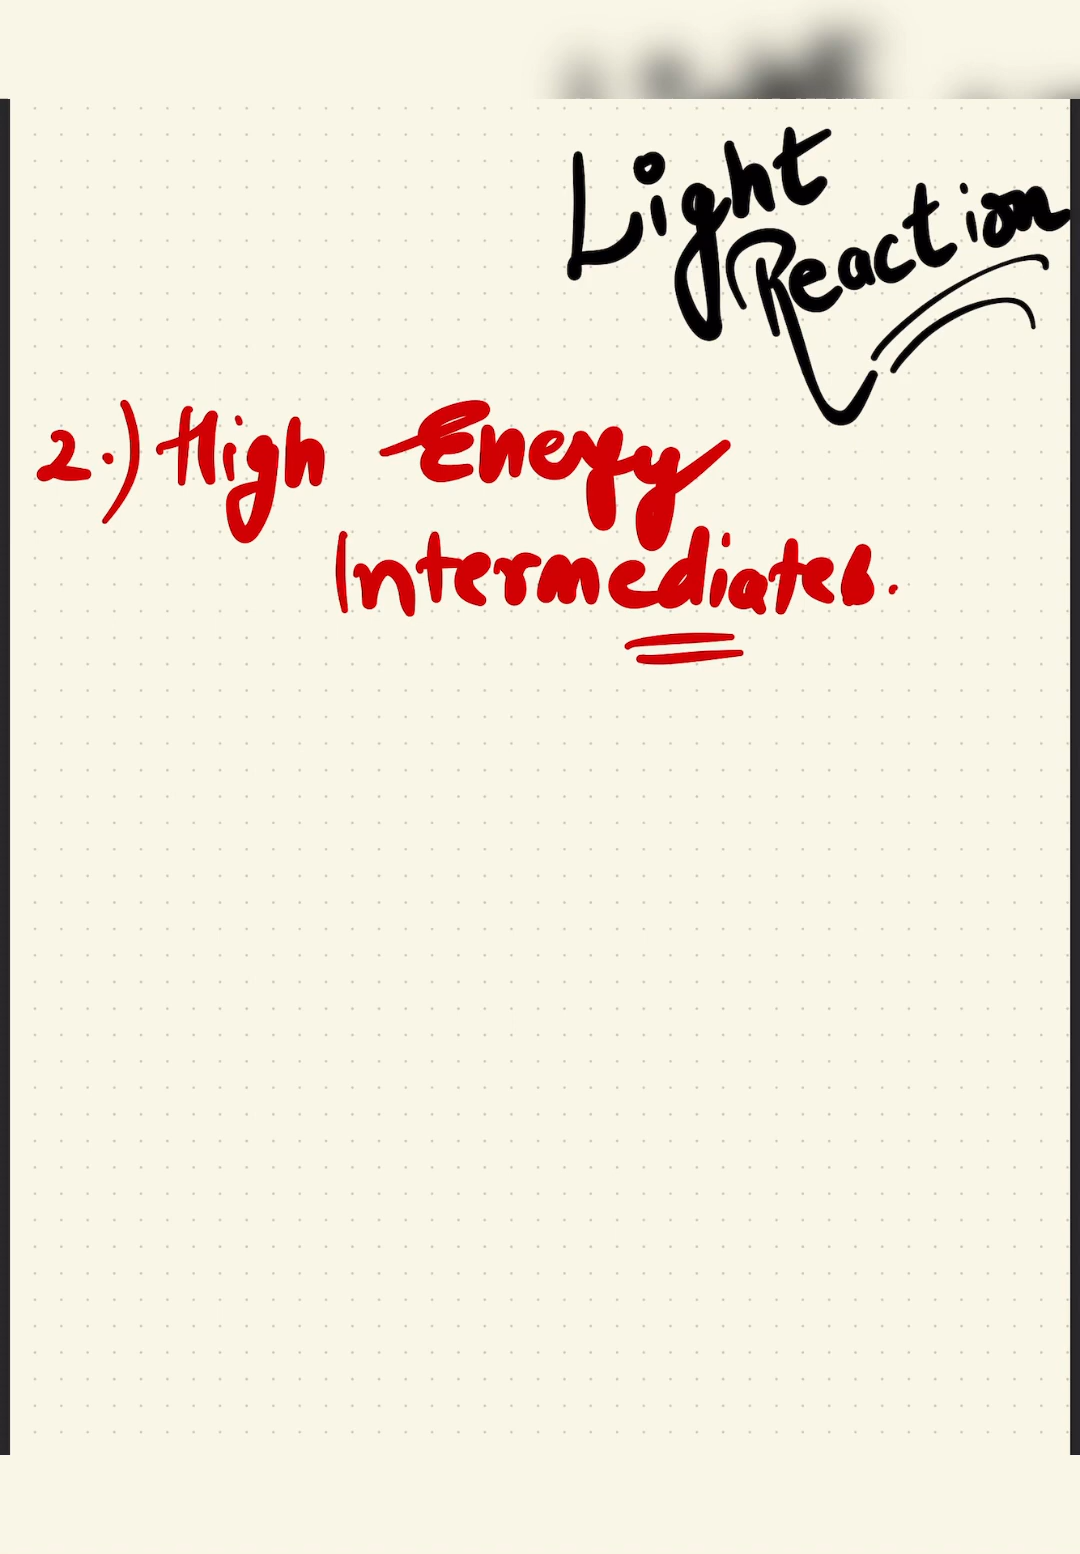 Light
Reaction
2.) High Energy
Intermediates.